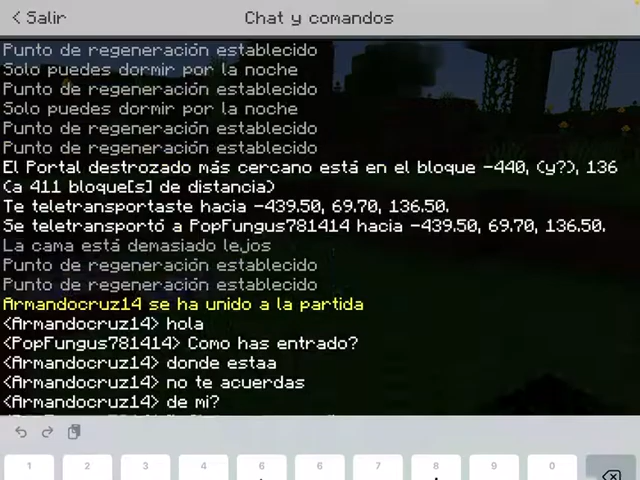 Salir
Chat y comandos
Punto de regeneración establecido
Solo puedes dormir por la noche
Punto de regeneración establecido
Solo puedes dormir por la noche
Punto de regeneración establecido
Punto de regeneración establecido
El Portal destrozado más cercano está en el bloque -440, (y?), 136
(a 411 bloque[s] de distancia)
Te teletransportaste hacia -439.50, 69.70, 136.50.
Se teletransportó a PopFungus781414 hacia -439.50, 69.70, 136.50.
La cama está demasiado lejos
Punto de regeneración establecido
Punto de regeneración establecido
Armandocruz14 se ha unido a la partida
<Armandocruz14> hola
<PopFungus781414> Como has entrado?
<Armandocruz14> donde estaa
<Armandocruz14> no te acuerdas
<Armandocruz14> de mi?
1 2 3 4 6 6 7 8 9 0